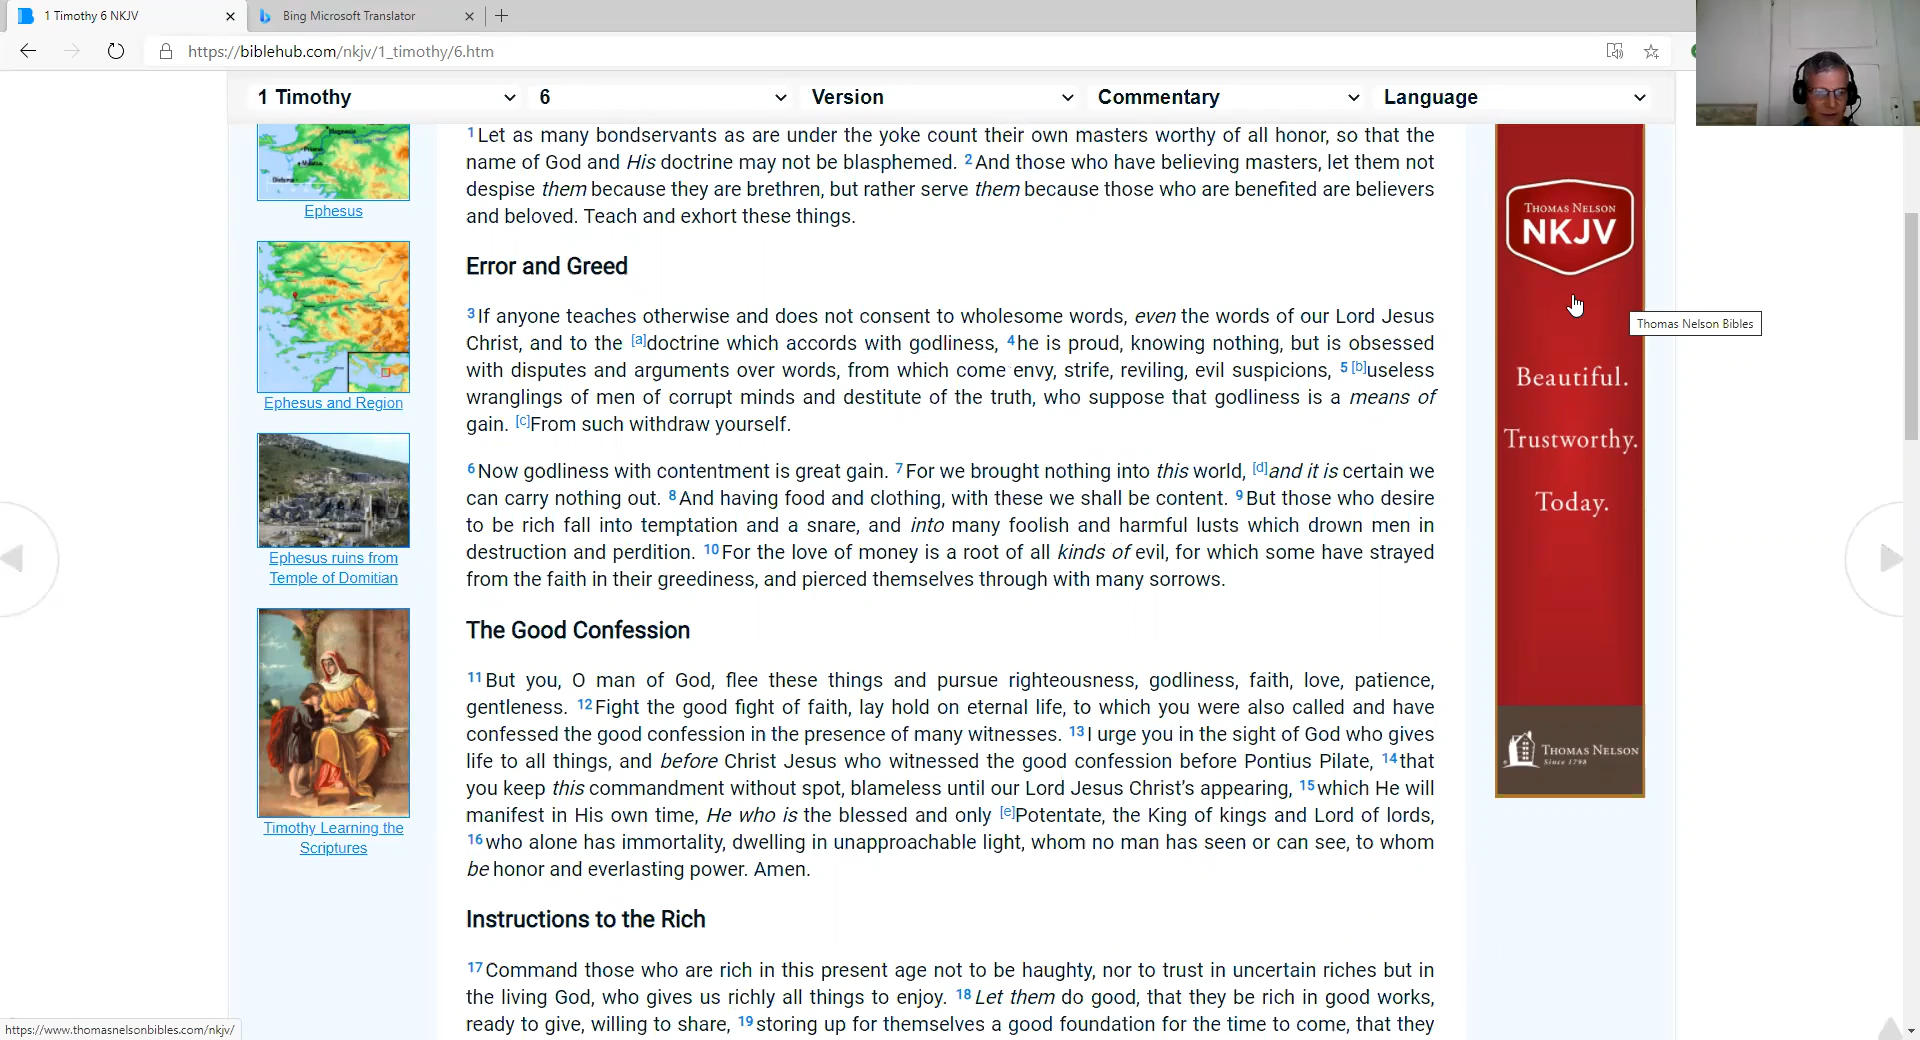 1 Timothy 6 NKJV
Bing Microsoft Translator
https://biblehub.com/nkjv/1_timothy/6.htm
1 Timothy
6
Version
Commentary
Language
1 Let as many bondservants as are under the yoke count their own masters worthy of all honor, so that the
name of God and His doctrine may not be blasphemed. 2 And those who have believing masters, let them not
despise them because they are brethren, but rather serve them because those who are benefited are believers
and beloved. Teach and exhort these things.
Error and Greed
3 If anyone teaches otherwise and does not consent to wholesome words, even the words of our Lord Jesus
Christ, and to the [a]doctrine which accords with godliness, 4 he is proud, knowing nothing, but is obsessed
with disputes and arguments over words, from which come envy, strife, reviling, evil suspicions, 5 [b]useless
wranglings of men of corrupt minds and destitute of the truth, who suppose that godliness is a means of
gain. [c]From such withdraw yourself.
6 Now godliness with contentment is great gain. 7 For we brought nothing into this world, [d]and it is certain we
can carry nothing out. 8 And having food and clothing, with these we shall be content. 9 But those who desire
to be rich fall into temptation and a snare, and into many foolish and harmful lusts which drown men in
destruction and perdition. 10 For the love of money is a root of all kinds of evil, for which some have strayed
from the faith in their greediness, and pierced themselves through with many sorrows.
The Good Confession
11 But you, O man of God, flee these things and pursue righteousness, godliness, faith, love, patience,
gentleness. 12 Fight the good fight of faith, lay hold on eternal life, to which you were also called and have
confessed the good confession in the presence of many witnesses. 13 I urge you in the sight of God who gives
life to all things, and before Christ Jesus who witnessed the good confession before Pontius Pilate, 14 that
you keep this commandment without spot, blameless until our Lord Jesus Christ's appearing, 15 which He will
manifest in His own time, He who is the blessed and only [e]Potentate, the King of kings and Lord of lords,
16 who alone has immortality, dwelling in unapproachable light, whom no man has seen or can see, to whom
be honor and everlasting power. Amen.
Instructions to the Rich
17 Command those who are rich in this present age not to be haughty, nor to trust in uncertain riches but in
the living God, who gives us richly all things to enjoy. 18 Let them do good, that they be rich in good works,
ready to give, willing to share, 19 storing up for themselves a good foundation for the time to come, that they
Ephesus
Ephesus and Region
Ephesus ruins from
Temple of Domitian
Timothy Learning the
Scriptures
THOMAS NELSON
NKJV
Beautiful.
Trustworthy.
Today.
THOMAS NELSON
Since 1798
Thomas Nelson Bibles
https://www.thomasnelsonbibles.com/nkjv/